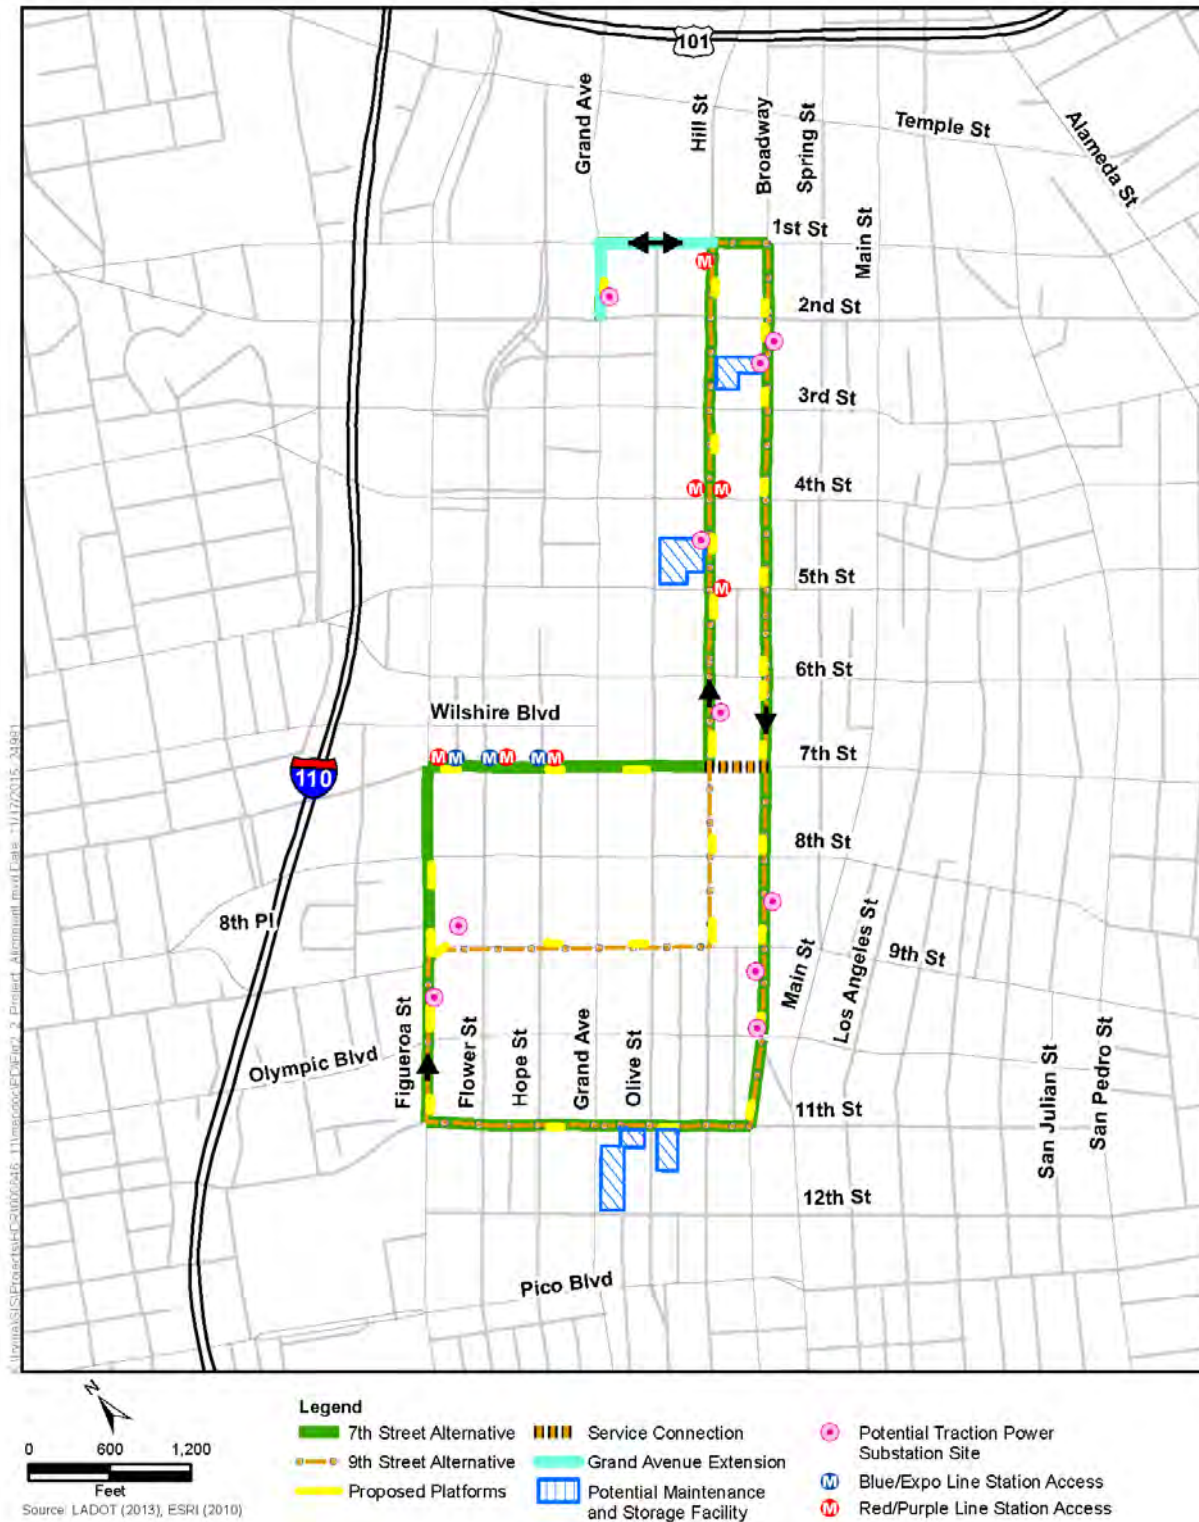 101
Grand Ave
Hill St
Broadway
Spring St
Temple St
Alameda St
1st St
Main St
M
2nd St
3rd St
4th St
M M
5th St
M
6th St
Wilshire Blvd
M M M M M M
7th St
110
8th St
8th Pl
Main St
Los Angeles St
9th St
Olympic Blvd
Figueroa St
Flower St
Hope St
Grand Ave
Olive St
11th St
San Julian St
San Pedro St
12th St
Pico Blvd
N
0 600 1,200
Feet
Source: LADOT (2013), ESRI (2010)
Legend
7th Street Alternative
9th Street Alternative
Proposed Platforms
Service Connection
Grand Avenue Extension
Potential Maintenance
and Storage Facility
Potential Traction Power
Substation Site
M Blue/Expo Line Station Access
M Red/Purple Line Station Access